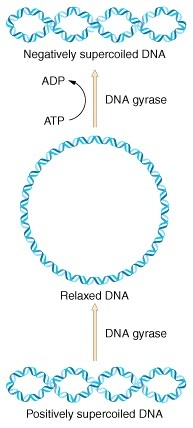 Negatively supercoiled DNA
ADP
DNA gyrase
ATP
Relaxed DNA
DNA gyrase
Positively supercoiled DNA